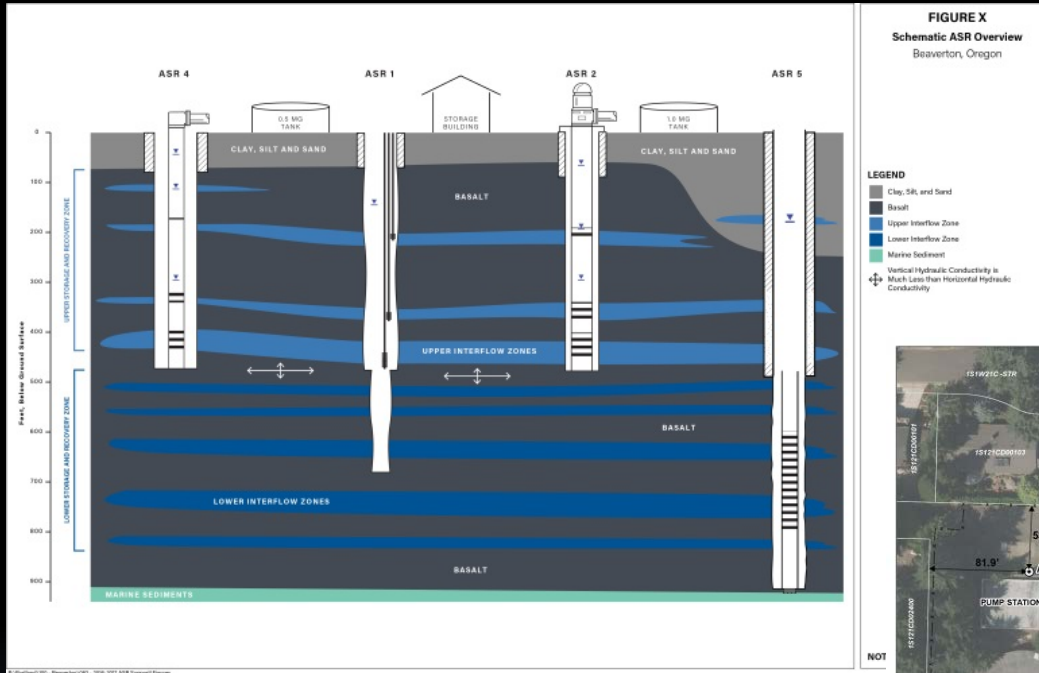 FIGURE X
Schematic ASR Overview
Beaverton, Oregon
ASR 4
ASR 1
ASR 2
ASR 5
0.5 MG
TANK
STORAGE
BUILDING
1.0 MG
TANK
CLAY, SILT AND SAND
CLAY, SILT AND SAND
BASALT
UPPER INTERFLOW ZONES
BASALT
LOWER INTERFLOW ZONES
BASALT
MARINE SEDIMENTS
Feet, Below Ground Surface
0
100
200
300
400
500
600
700
800
900
UPPER STORAGE AND RECOVERY ZONE
LOWER STORAGE AND RECOVERY ZONE
LEGEND
Clay, Silt, and Sand
Basalt
Upper Interflow Zone
Lower Interflow Zone
Marine Sediment
Vertical Hydraulic Conductivity is
Much Less than Horizontal Hydraulic
Conductivity
1S1W21C-STR
1S121CD00101
1S121CD00103
5
81.9'
PUMP STATION
1S121CD02400
NOT